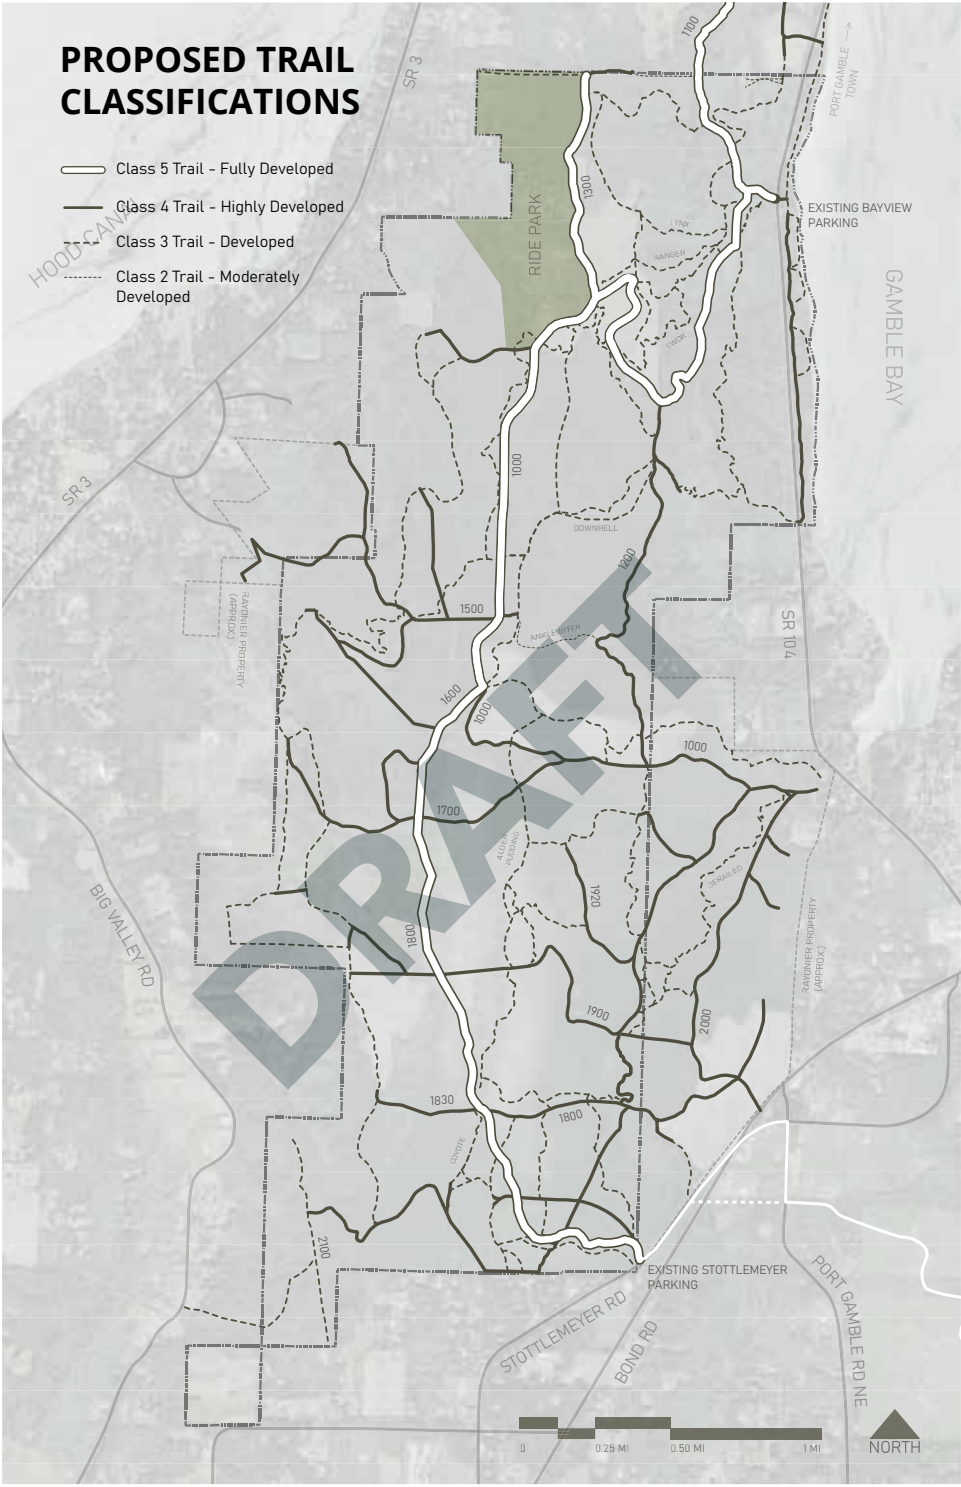 PROPOSED TRAIL
CLASSIFICATIONS
Class 5 Trail - Fully Developed
Class 4 Trail - Highly Developed
Class 3 Trail - Developed
Class 2 Trail - Moderately
Developed
HOOD CANAL
SR 3
1100
PORT GAMBLE
TOWN
1300
RIDE PARK
LYNX
RANGER
EWOK
EXISTING BAYVIEW
PARKING
GAMBLE BAY
SR 3
1000
DOWNHELL
1200
RAYONIER PROPERTY
(APPROX)
1500
ANKLE BITER
SR 104
1600
1000
1000
1700
ALDER
PUDDING
DERAILED
1920
BIG VALLEY RD
1800
RAYONIER PROPERTY
(APPROX)
1900
2000
1830
1800
COYOTE
2100
DRAFT
EXISTING STOTTLEMEYER
PARKING
STOTTLEMEYER RD
BOND RD
PORT GAMBLE RD NE
0
0.25 MI
0.50 MI
1 MI
NORTH